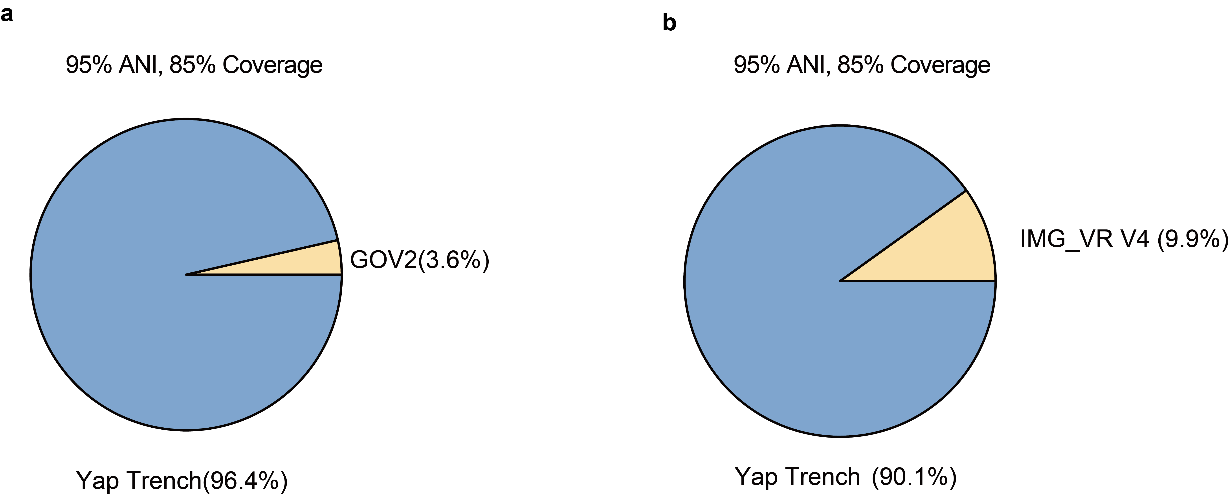 a
95% ANI, 85% Coverage
GOV2(3.6%)
Yap Trench(96.4%)
b
95% ANI, 85% Coverage
IMG_VR V4 (9.9%)
Yap Trench (90.1%)